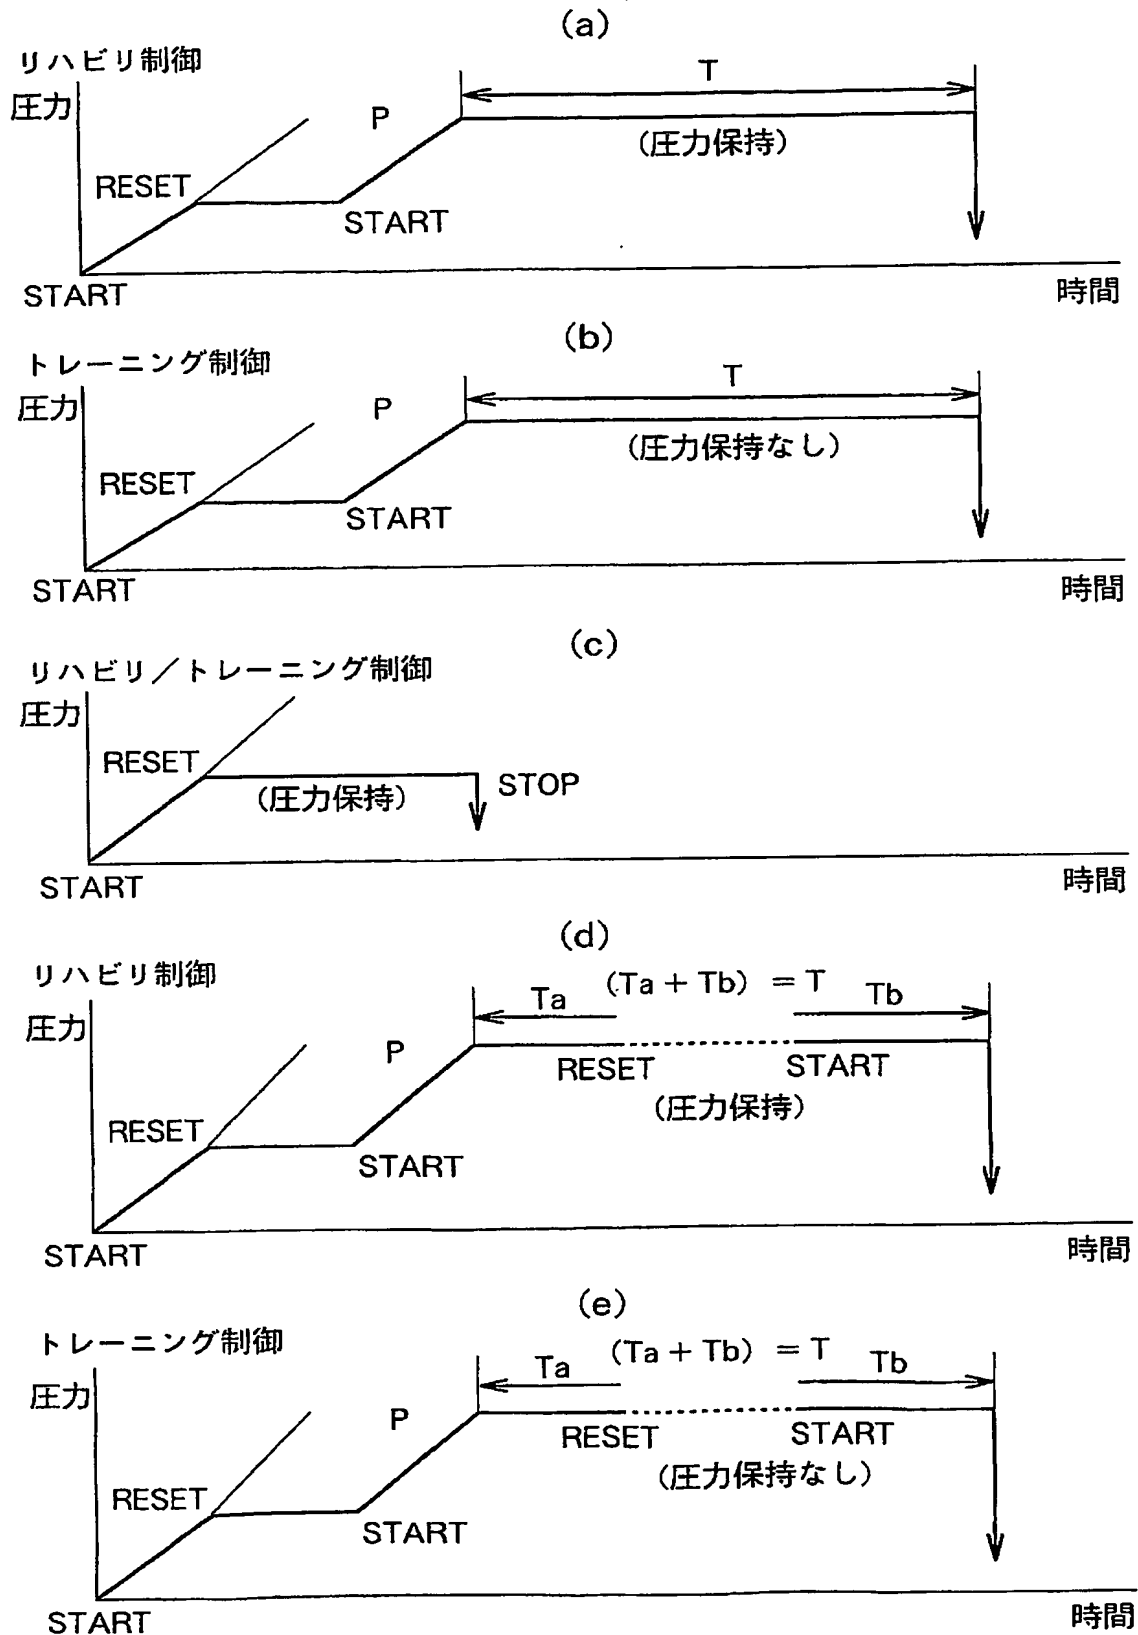 (a)
リハビリ制御
圧力
T
P
(圧力保持)
RESET
START
START
時間
(b)
トレーニング制御
圧力
T
P
(圧力保持なし)
RESET
START
START
時間
(c)
リハビリ/トレーニング制御
圧力
RESET
(圧力保持)
STOP
START
時間
(d)
リハビリ制御
圧力
Ta (Ta + Tb) = T Tb
P
RESET START
(圧力保持)
RESET
START
START
時間
(e)
トレーニング制御
圧力
Ta (Ta + Tb) = T Tb
P
RESET START
(圧力保持なし)
RESET
START
START
時間